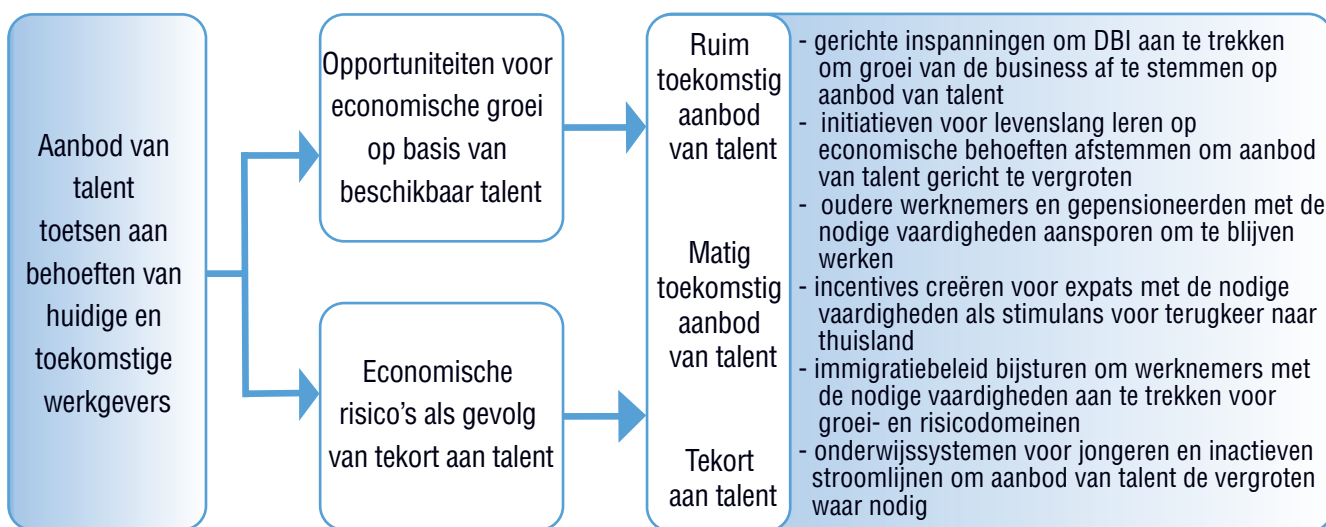 Aanbod van
talent
toetsen aan
behoeften van
huidige en
toekomstige
werkgevers
Opportuniteiten voor
economische groei
op basis van
beschikbaar talent
Economische
risico's als gevolg
van tekort aan talent
Ruim
toekomstig
aanbod
van talent
Matig
toekomstig
aanbod
van talent
Tekort
aan talent
- gerichte inspanningen om DBI aan te trekken
om groei van de business af te stemmen op
aanbod van talent
- initiatieven voor levenslang leren op
economische behoeften afstemmen om aanbod
van talent gericht te vergroten
- oudere werknemers en gepensioneerden met de
nodige vaardigheden aansporen om te blijven
werken
- incentives creëren voor expats met de nodige
vaardigheden als stimulans voor terugkeer naar
thuisland
- immigratiebeleid bijsturen om werknemers met
de nodige vaardigheden aan te trekken voor
groei- en risicodomeinen
- onderwijssystemen voor jongeren en inactieven
stroomlijnen om aanbod van talent de vergroten
waar nodig